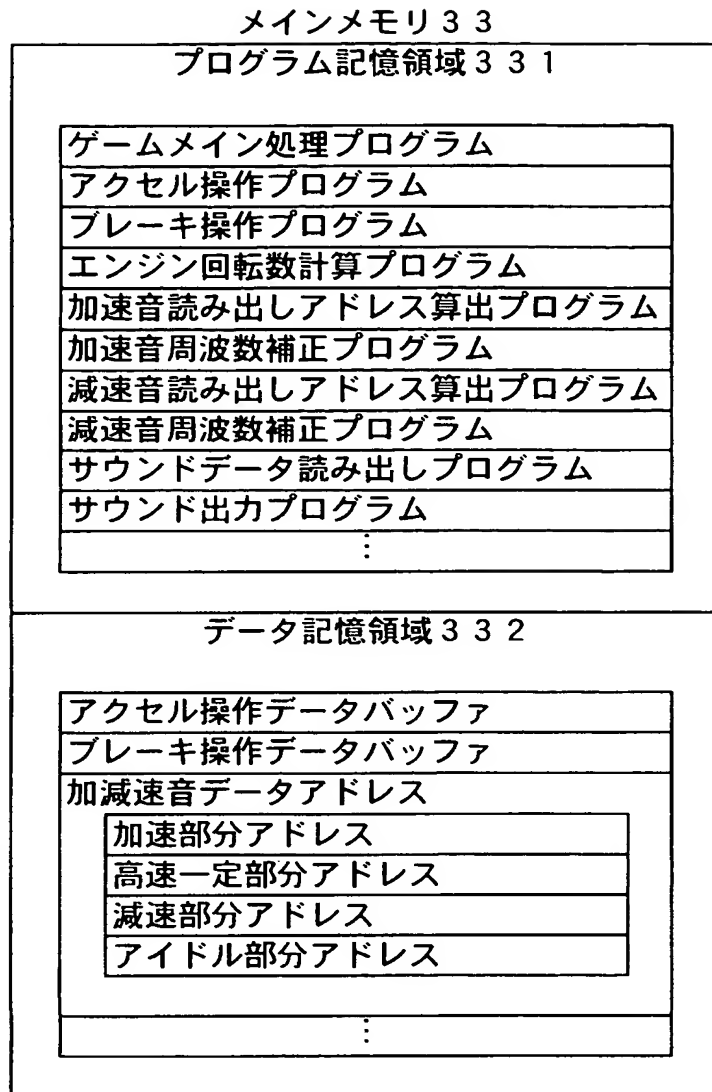 メインメモリ３３
プログラム記憶領域３３１
ゲームメイン処理プログラム
アクセル操作プログラム
ブレーキ操作プログラム
エンジン回転数計算プログラム
加速音読み出しアドレス算出プログラム
加速音周波数補正プログラム
減速音読み出しアドレス算出プログラム
減速音周波数補正プログラム
サウンドデータ読み出しプログラム
サウンド出力プログラム
⋮
データ記憶領域３３２
アクセル操作データバッファ
ブレーキ操作データバッファ
加減速音データアドレス
加速部分アドレス
高速一定部分アドレス
減速部分アドレス
アイドル部分アドレス
⋮